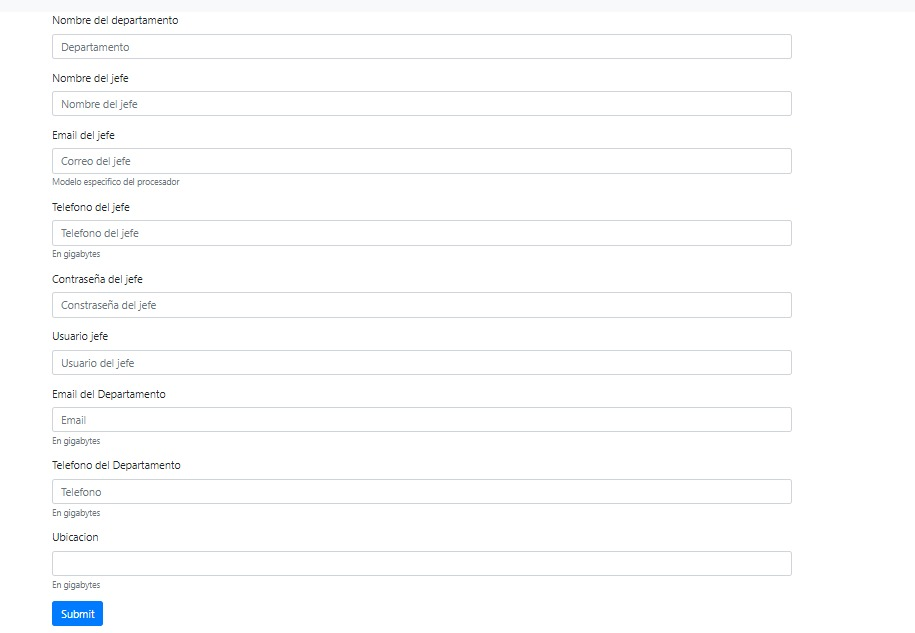 Nombre del departamento
Departamento
Nombre del jefe
Nombre del jefe
Email del jefe
Correo del jefe
Modelo especifico del procesador
Telefono del jefe
Telefono del jefe
En gigabytes
Contraseña del jefe
Constraseña del jefe
Usuario jefe
Usuario del jefe
Email del Departamento
Email
En gigabytes
Telefono del Departamento
Telefono
En gigabytes
Ubicacion
En gigabytes
Submit